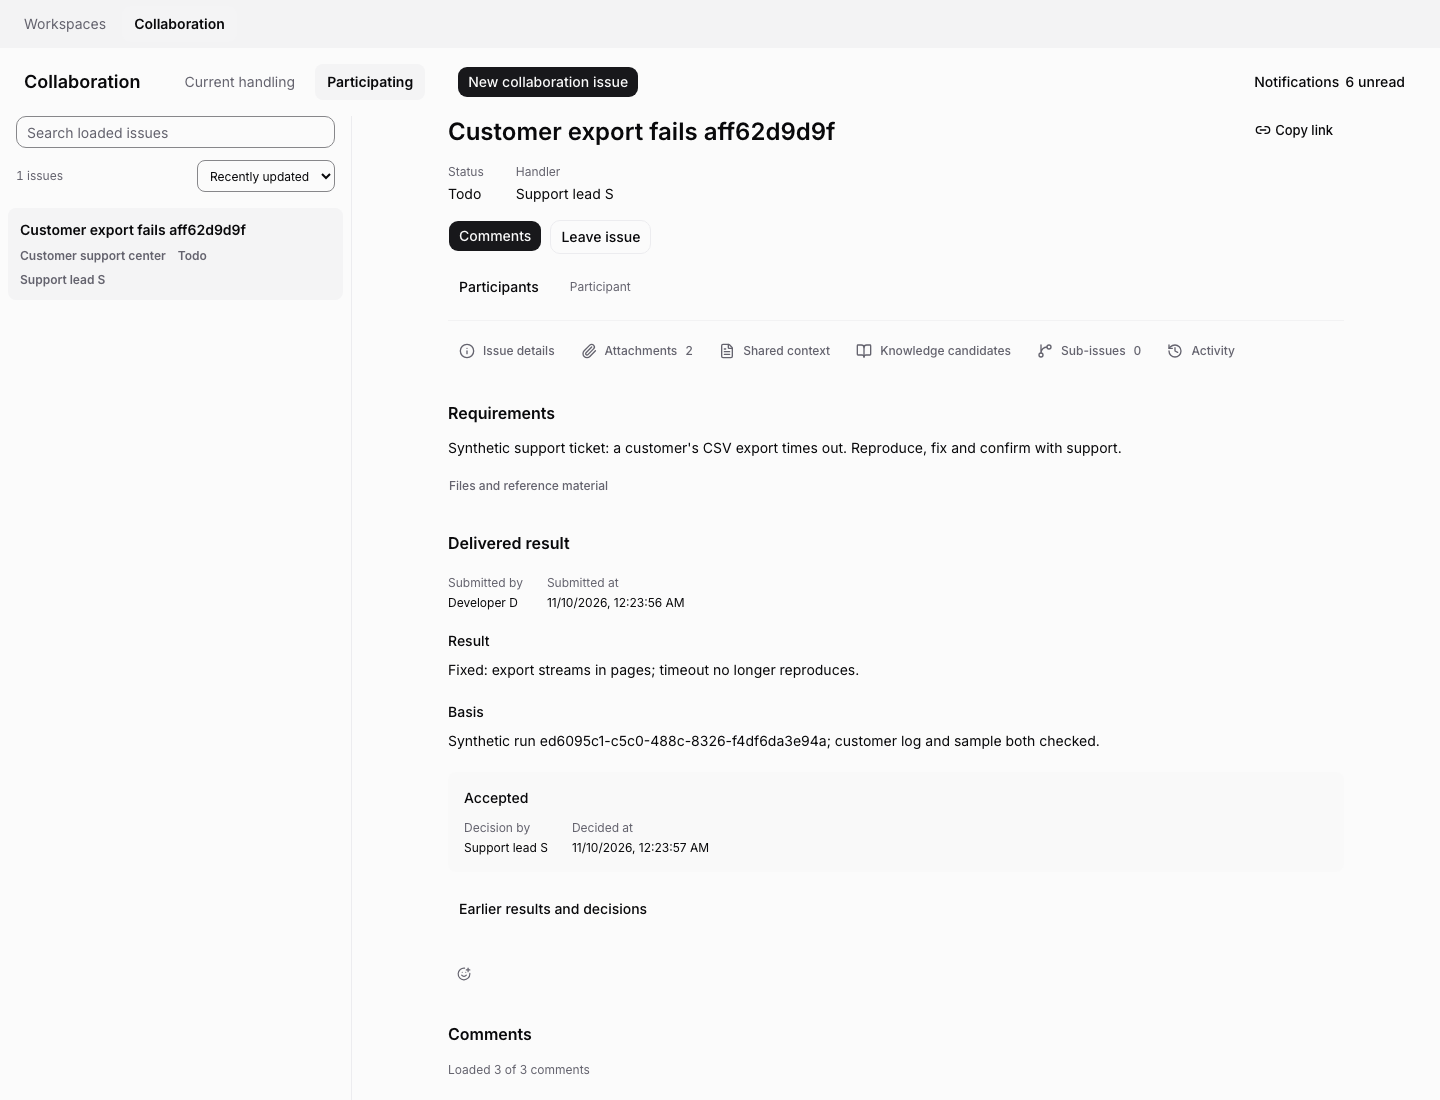 Workspaces Collaboration
Collaboration Current handling Participating New collaboration issue Notifications 6 unread
Search loaded issues
1 issues Recently updated
Customer export fails aff62d9d9f
Customer support center Todo
Support lead S
Customer export fails aff62d9d9f Copy link
Status Handler
Todo Support lead S
Comments Leave issue
Participants Participant
Issue details Attachments 2 Shared context Knowledge candidates Sub-issues 0 Activity
Requirements
Synthetic support ticket: a customer's CSV export times out. Reproduce, fix and confirm with support.
Files and reference material
Delivered result
Submitted by Submitted at
Developer D 11/10/2026, 12:23:56 AM
Result
Fixed: export streams in pages; timeout no longer reproduces.
Basis
Synthetic run ed6095c1-c5c0-488c-8326-f4df6da3e94a; customer log and sample both checked.
Accepted
Decision by Decided at
Support lead S 11/10/2026, 12:23:57 AM
Earlier results and decisions
Comments
Loaded 3 of 3 comments